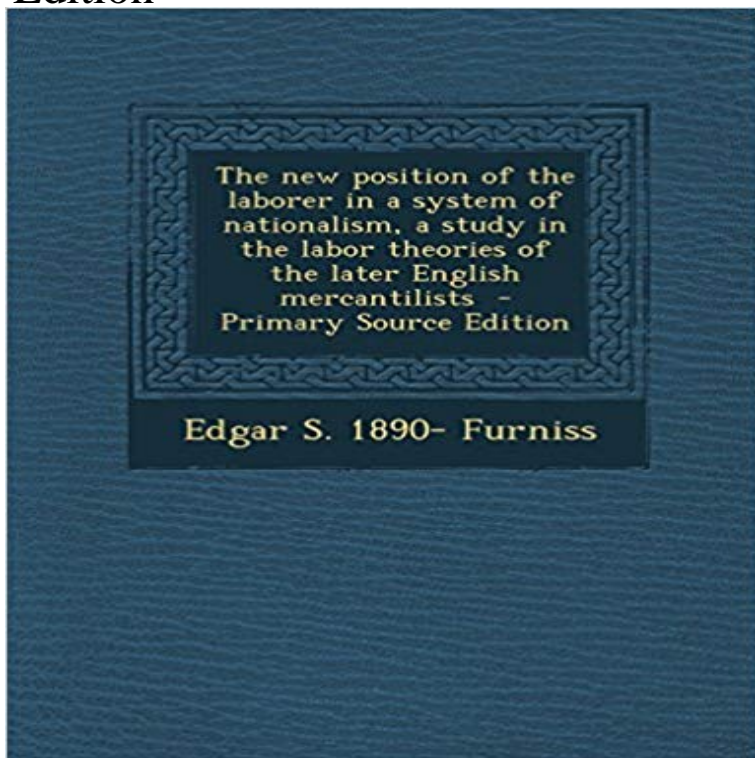 Edition
The new position of the
laborer in a system of
nationalism, a study in
the labor theories of
the later English
mercantilists -
Primary Source Edition
Edgar S. 1890- Furniss